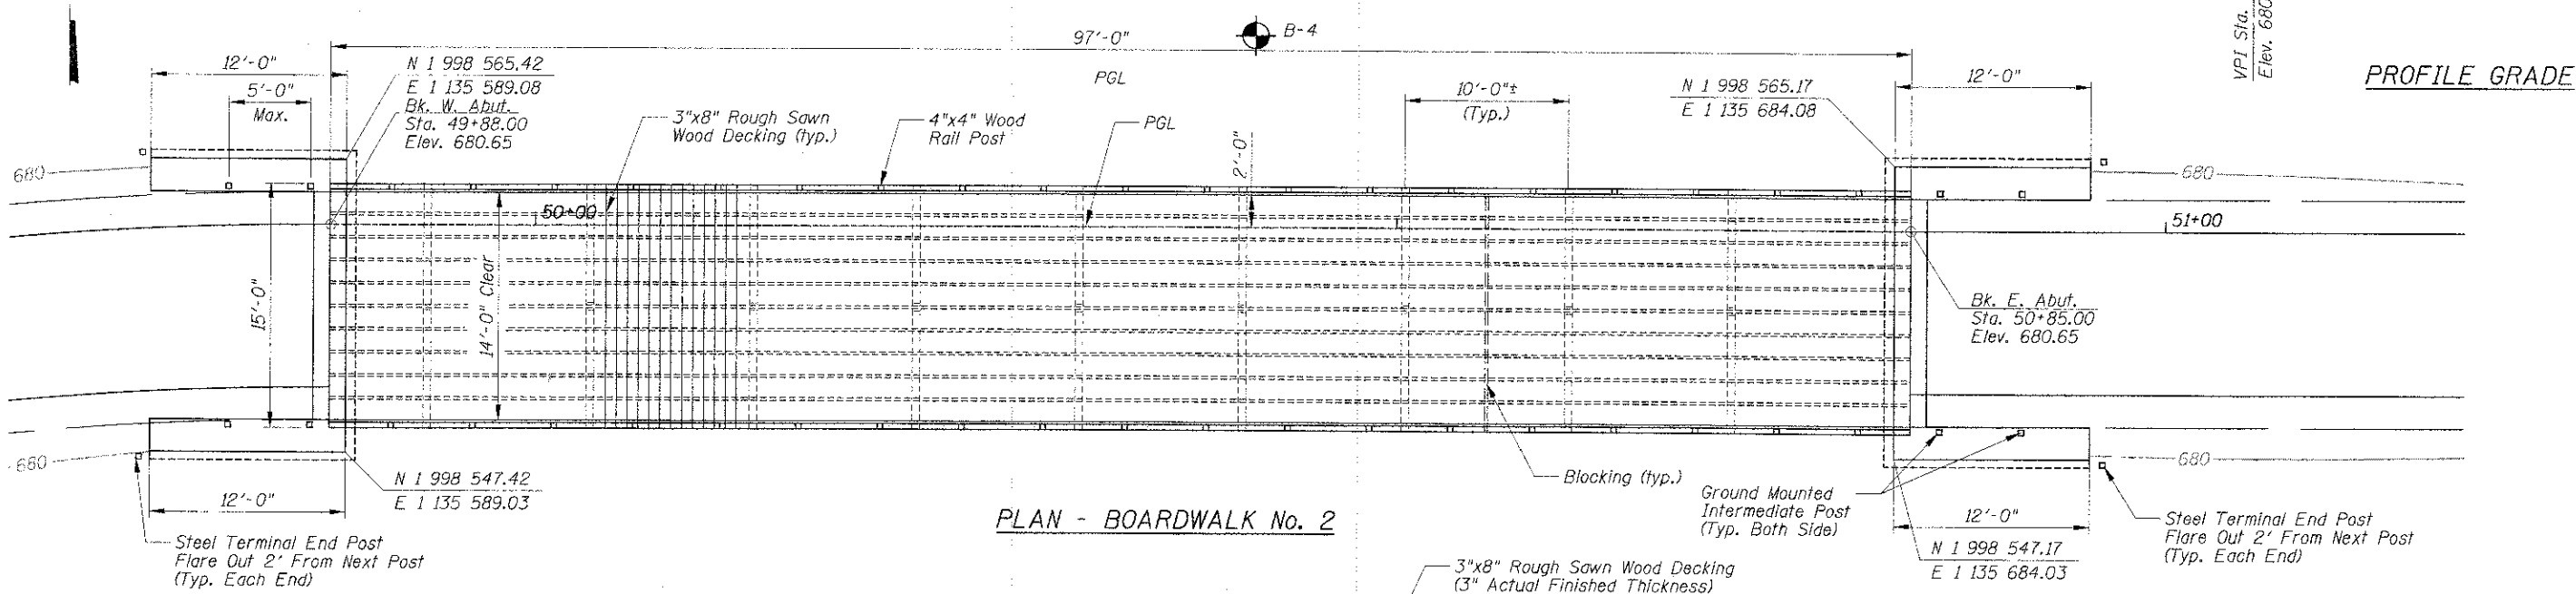 97'-0"
B-4
VPI Sta.
Elev. 680
PROFILE GRADE
12'-0"
5'-0"
Max.
N 1 998 565.42
E 1 135 589.08
Bk. W. Abut.
Sta. 49+88.00
Elev. 680.65
3"x8" Rough Sawn
Wood Decking (typ.)
4"x4" Wood
Rail Post
PGL
PGL
10'-0"±
(Typ.)
2'-0"
N 1 998 565.17
E 1 135 684.08
12'-0"
680
680
50+00
51+00
15'-0"
14'-0" Clear
Bk. E. Abut.
Sta. 50+85.00
Elev. 680.65
680
680
12'-0"
N 1 998 547.42
E 1 135 589.03
Steel Terminal End Post
Flare Out 2' From Next Post
(Typ. Each End)
PLAN - BOARDWALK No. 2
Blocking (typ.)
Ground Mounted
Intermediate Post
(Typ. Both Side)
12'-0"
N 1 998 547.17
E 1 135 684.03
Steel Terminal End Post
Flare Out 2' From Next Post
(Typ. Each End)
3"x8" Rough Sawn Wood Decking
(3" Actual Finished Thickness)